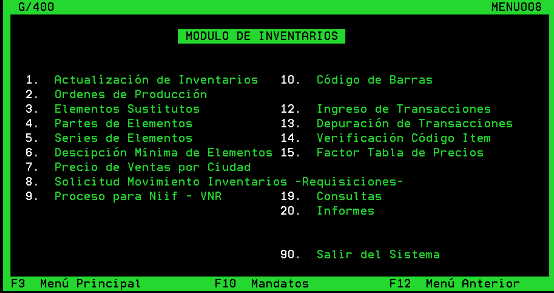 G/400 MENU008
MODULO DE INVENTARIOS
1. Actualización de Inventarios 10. Código de Barras
2. Ordenes de Producción
3. Elementos Sustitutos 12. Ingreso de Transacciones
4. Partes de Elementos 13. Depuración de Transacciones
5. Series de Elementos 14. Verificación Código Item
6. Descipción Mínima de Elementos 15. Factor Tabla de Precios
7. Precio de Ventas por Ciudad
8. Solicitud Movimiento Inventarios -Requisiciones-
9. Proceso para Niif - VNR 19. Consultas
20. Informes
90. Salir del Sistema
F3 Menú Principal F10 Mandatos F12 Menú Anterior